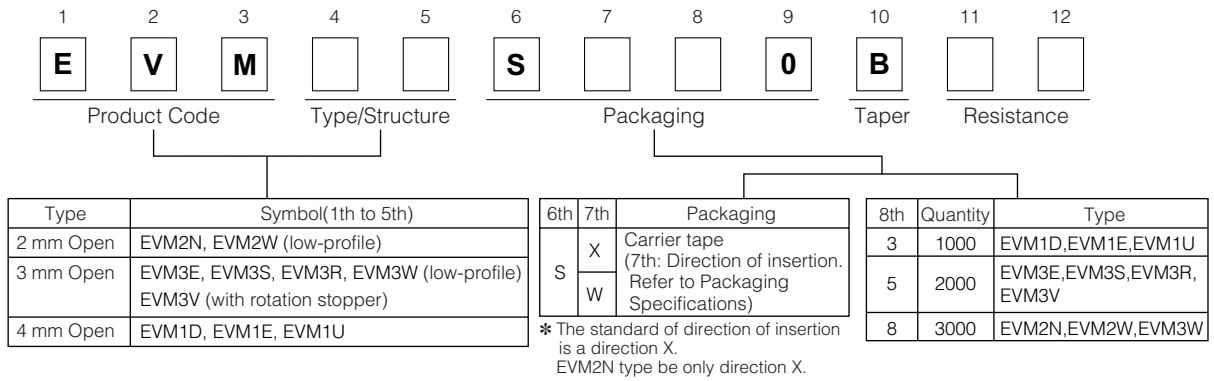 1 2 3 4 5 6 7 8 9 10 11 12
E V M S 0 B
Product Code Type/Structure Packaging Taper Resistance
Type Symbol(1th to 5th)
2 mm Open EVM2N, EVM2W (low-profile)
3 mm Open EVM3E, EVM3S, EVM3R, EVM3W (low-profile)
EVM3V (with rotation stopper)
4 mm Open EVM1D, EVM1E, EVM1U
6th 7th Packaging
S X W Carrier tape
(7th: Direction of insertion.
Refer to Packaging
Specifications)
✻ The standard of direction of insertion
is a direction X.
EVM2N type be only direction X.
8th Quantity Type
3 1000 EVM1D,EVM1E,EVM1U
5 2000 EVM3E,EVM3S,EVM3R,
EVM3V
8 3000 EVM2N,EVM2W,EVM3W